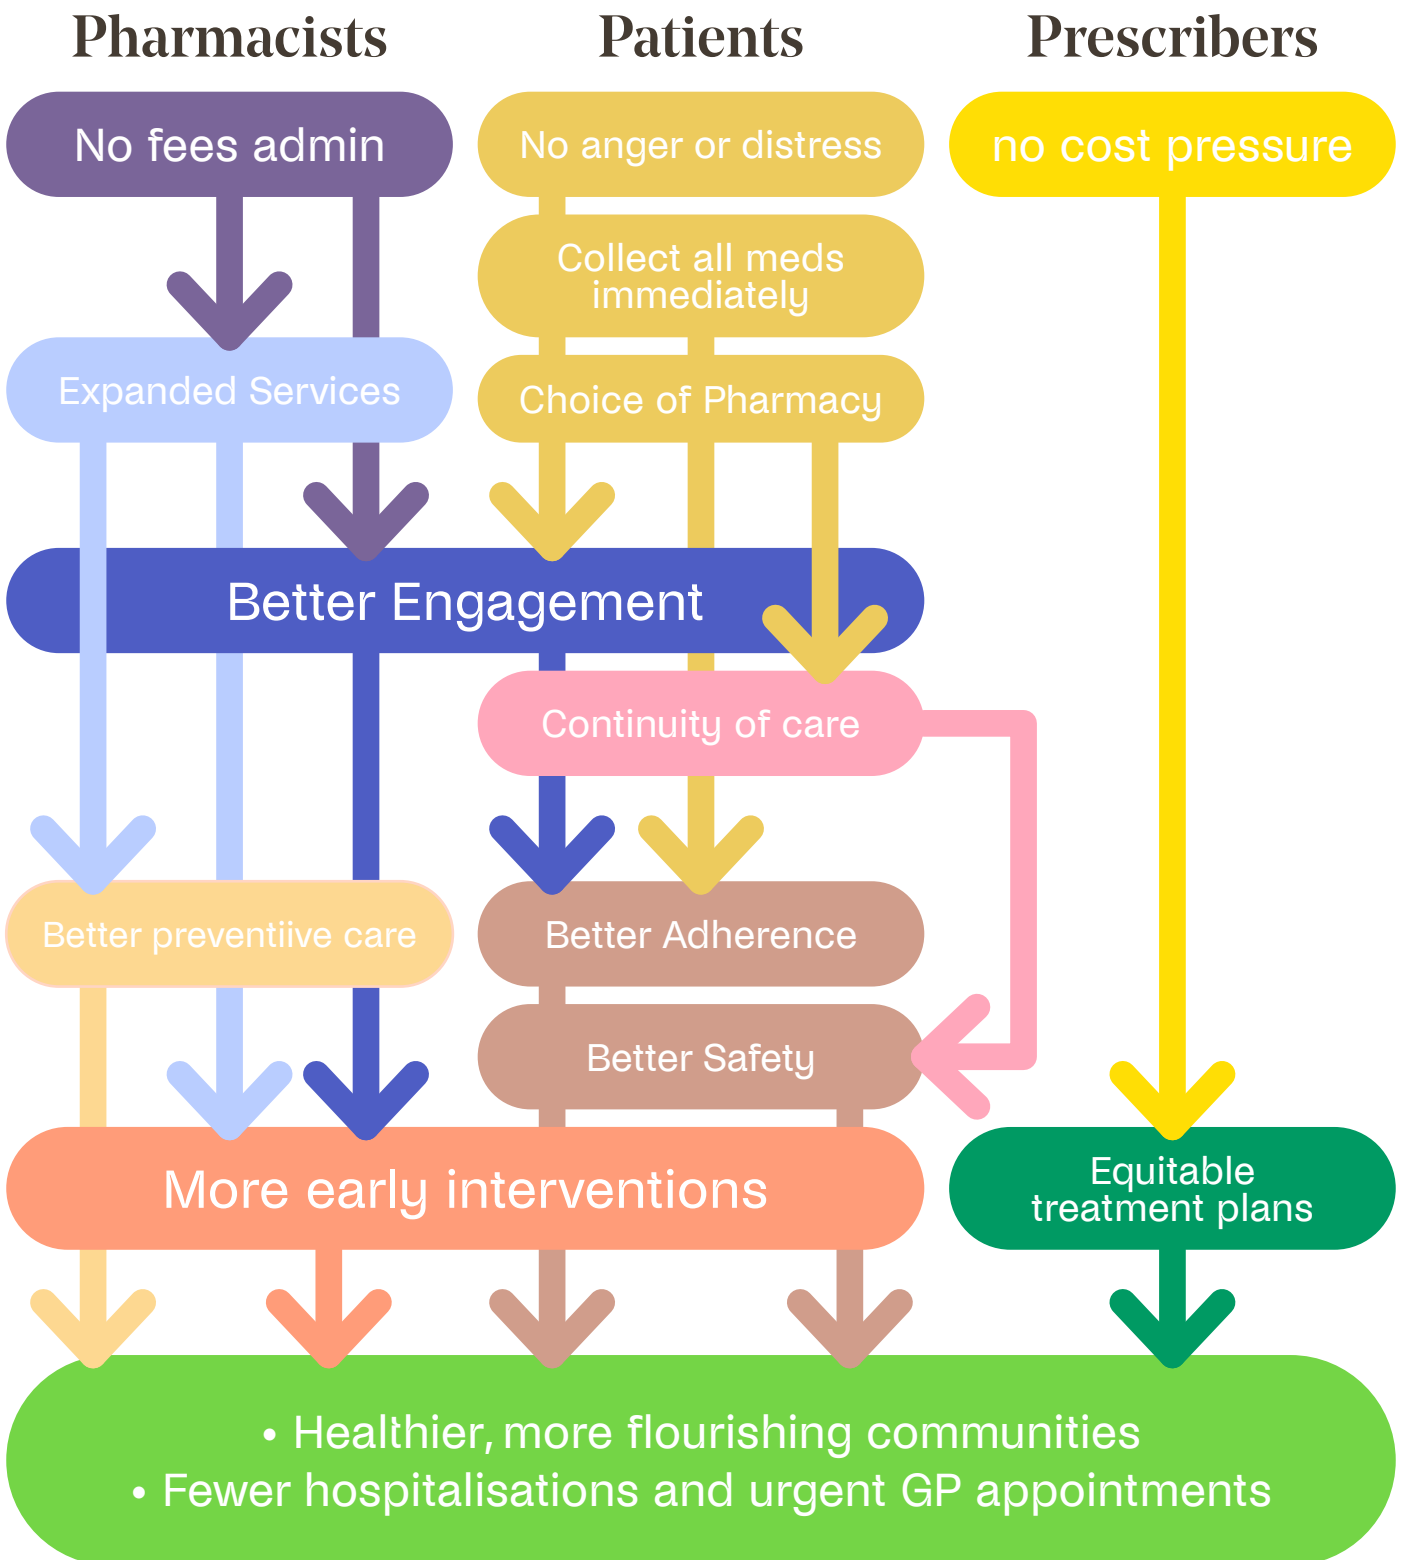 Pharmacists
Patients
Prescribers
No fees admin
No anger or distress
no cost pressure
Collect all meds
immediately
Expanded Services
Choice of Pharmacy
Better Engagement
Continuity of care
Better preventiive care
Better Adherence
Better Safety
More early interventions
Equitable
treatment plans
• Healthier, more flourishing communities
• Fewer hospitalisations and urgent GP appointments